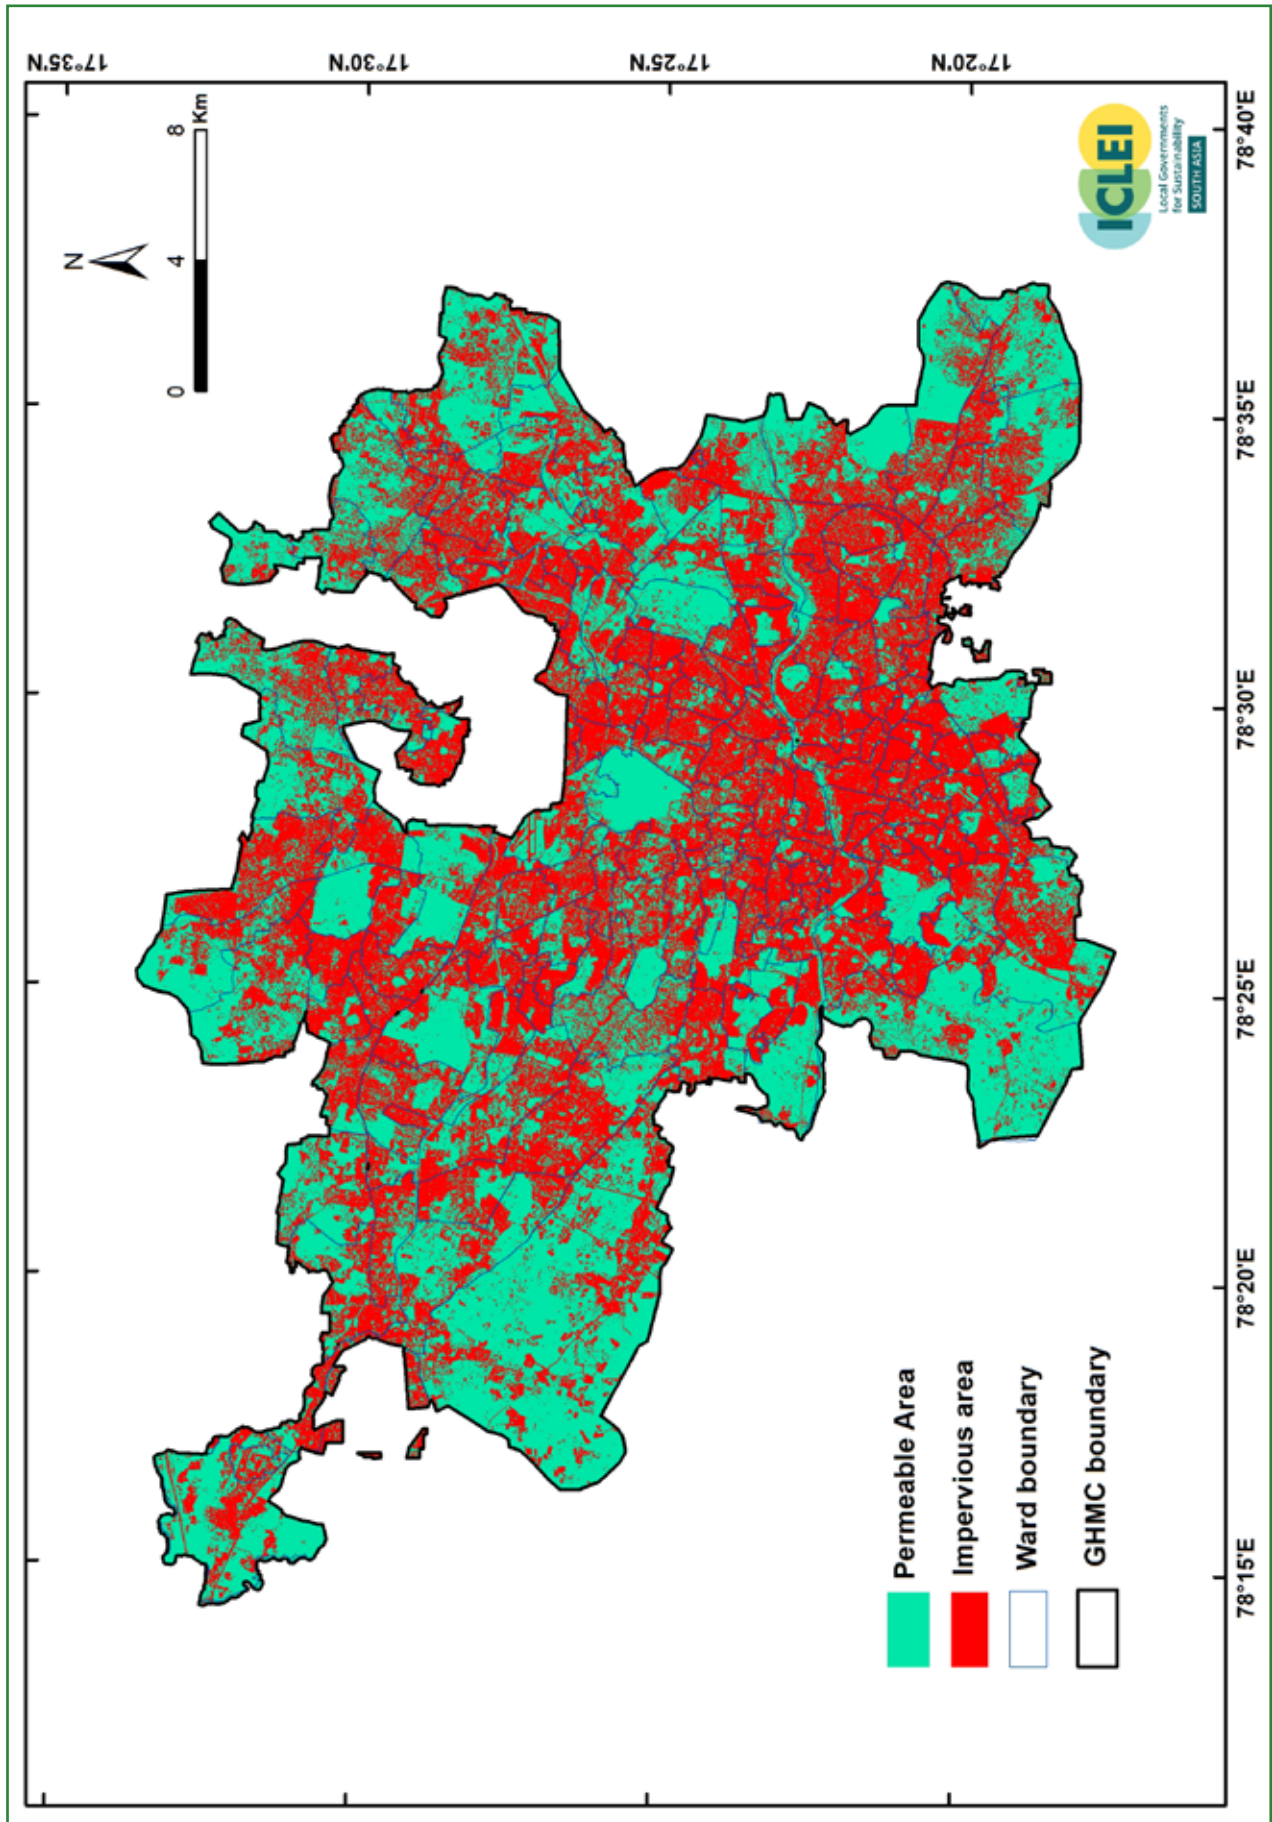 17°35'N
17°30'N
17°25'N
17°20'N
N
0 4 8
Km
78°15'E
78°20'E
78°25'E
78°30'E
78°35'E
78°40'E
Permeable Area
Impervious area
Ward boundary
GHMC boundary
ICLEI
Local Governments
for Sustainability
SOUTH ASIA